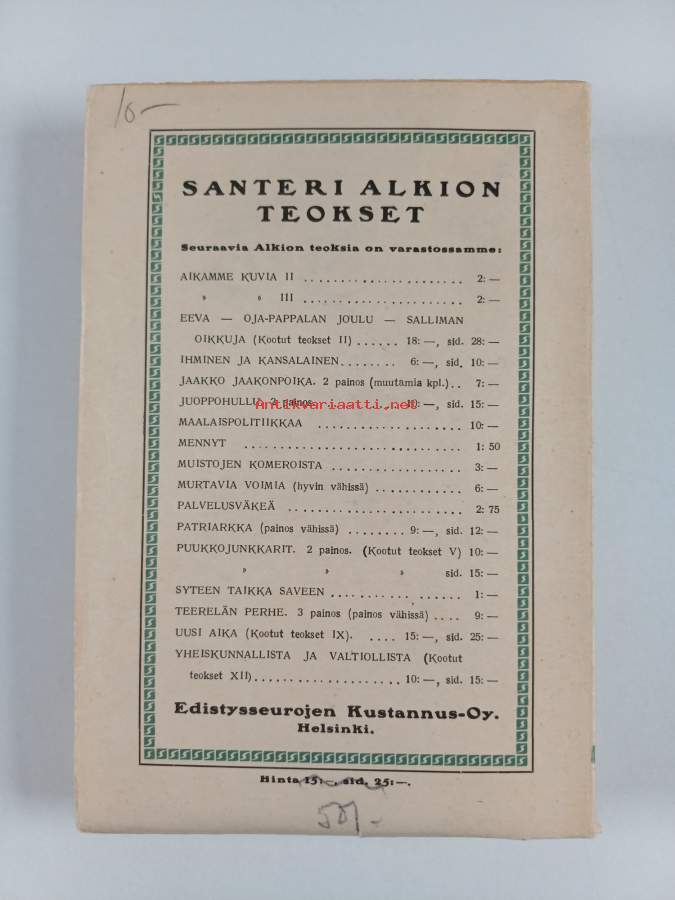 10—
SANTERI ALKION
TEOKSET
Seuraavia Alkion teoksia on varastossamme:
AIKAMME KUVIA II ...................... 2: —
» » III ...................... 2: —
EEVA — OJA-PAPPALAN JOULU — SALLIMAN
OIKKUJA (Kootut teokset II) ...... 18: —, sid. 28: —
IHMINEN JA KANSALAINEN........ 6: —, sid. 10: —
JAAKKO JAAKONPOIKA. 2 painos (muutamia kpl.).. 7: —
JUOPPOHULLU. 2 painos. 10: —, sid. 15: —
Antikvariaatti.net
MAALAISPOLITIIKKAA .................. 10: —
MENNYT ............................. 1: 50
MUISTOJEN KOMEROISTA .................. 3: —
MURTAVIA VOIMIA (hyvin vähissä) ............ 6: —
PALVELUSVÄKEÄ ........................ 2: 75
PATRIARKKA (painos vähissä) ........ 9: —, sid. 12: —
PUUKKOJUNKKARIT. 2 painos. (Kootut teokset V) 10: —
» » » sid. 15: —
SYTEEN TAIKKA SAVEEN .................. 1: —
TEERELÄN PERHE. 3 painos (painos vähissä) .... 9: —
UUSI AIKA (Kootut teokset IX). .... 15: —, sid. 25: —
YHEISKUNNALLISTA JA VALTIOLLISTA (Kootut
teokset XII).................... 10: —, sid. 15: —
Edistysseurojen Kustannus-Oy.
Helsinki.
Hinta 15: —, sid. 25: —.
50/-